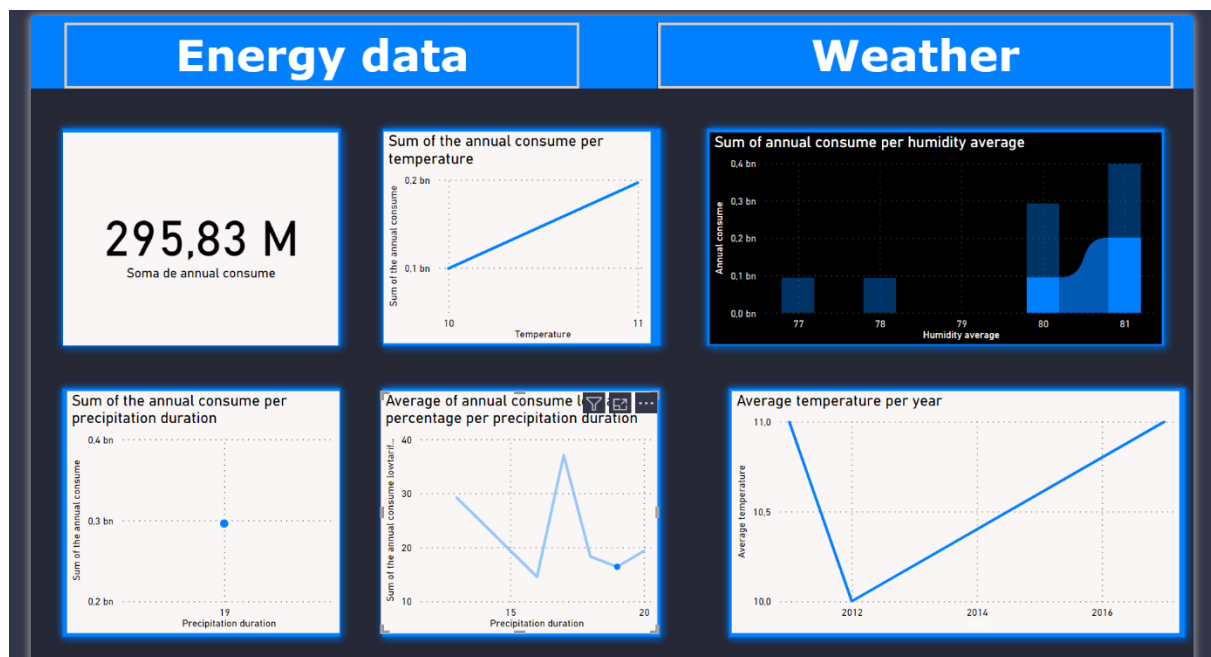 Energy data
Weather
295,83 M
Soma de annual consume
Sum of the annual consume per
temperature
Sum of the annual consume
0,2 bn
0,1 bn
10
11
Temperature
Sum of annual consume per humidity average
Annual consume
0,4 bn
0,3 bn
0,2 bn
0,1 bn
0,0 bn
77
78
79
80
81
Humidity average
Sum of the annual consume per
precipitation duration
Sum of the annual consume
0,4 bn
0,3 bn
0,2 bn
19
Precipitation duration
Average of annual consume
percentage per precipitation duration
Sum of the annual consume lowtarif...
40
30
20
10
15
20
Precipitation duration
Average temperature per year
Average temperature
11,0
10,5
10,0
2012
2014
2016